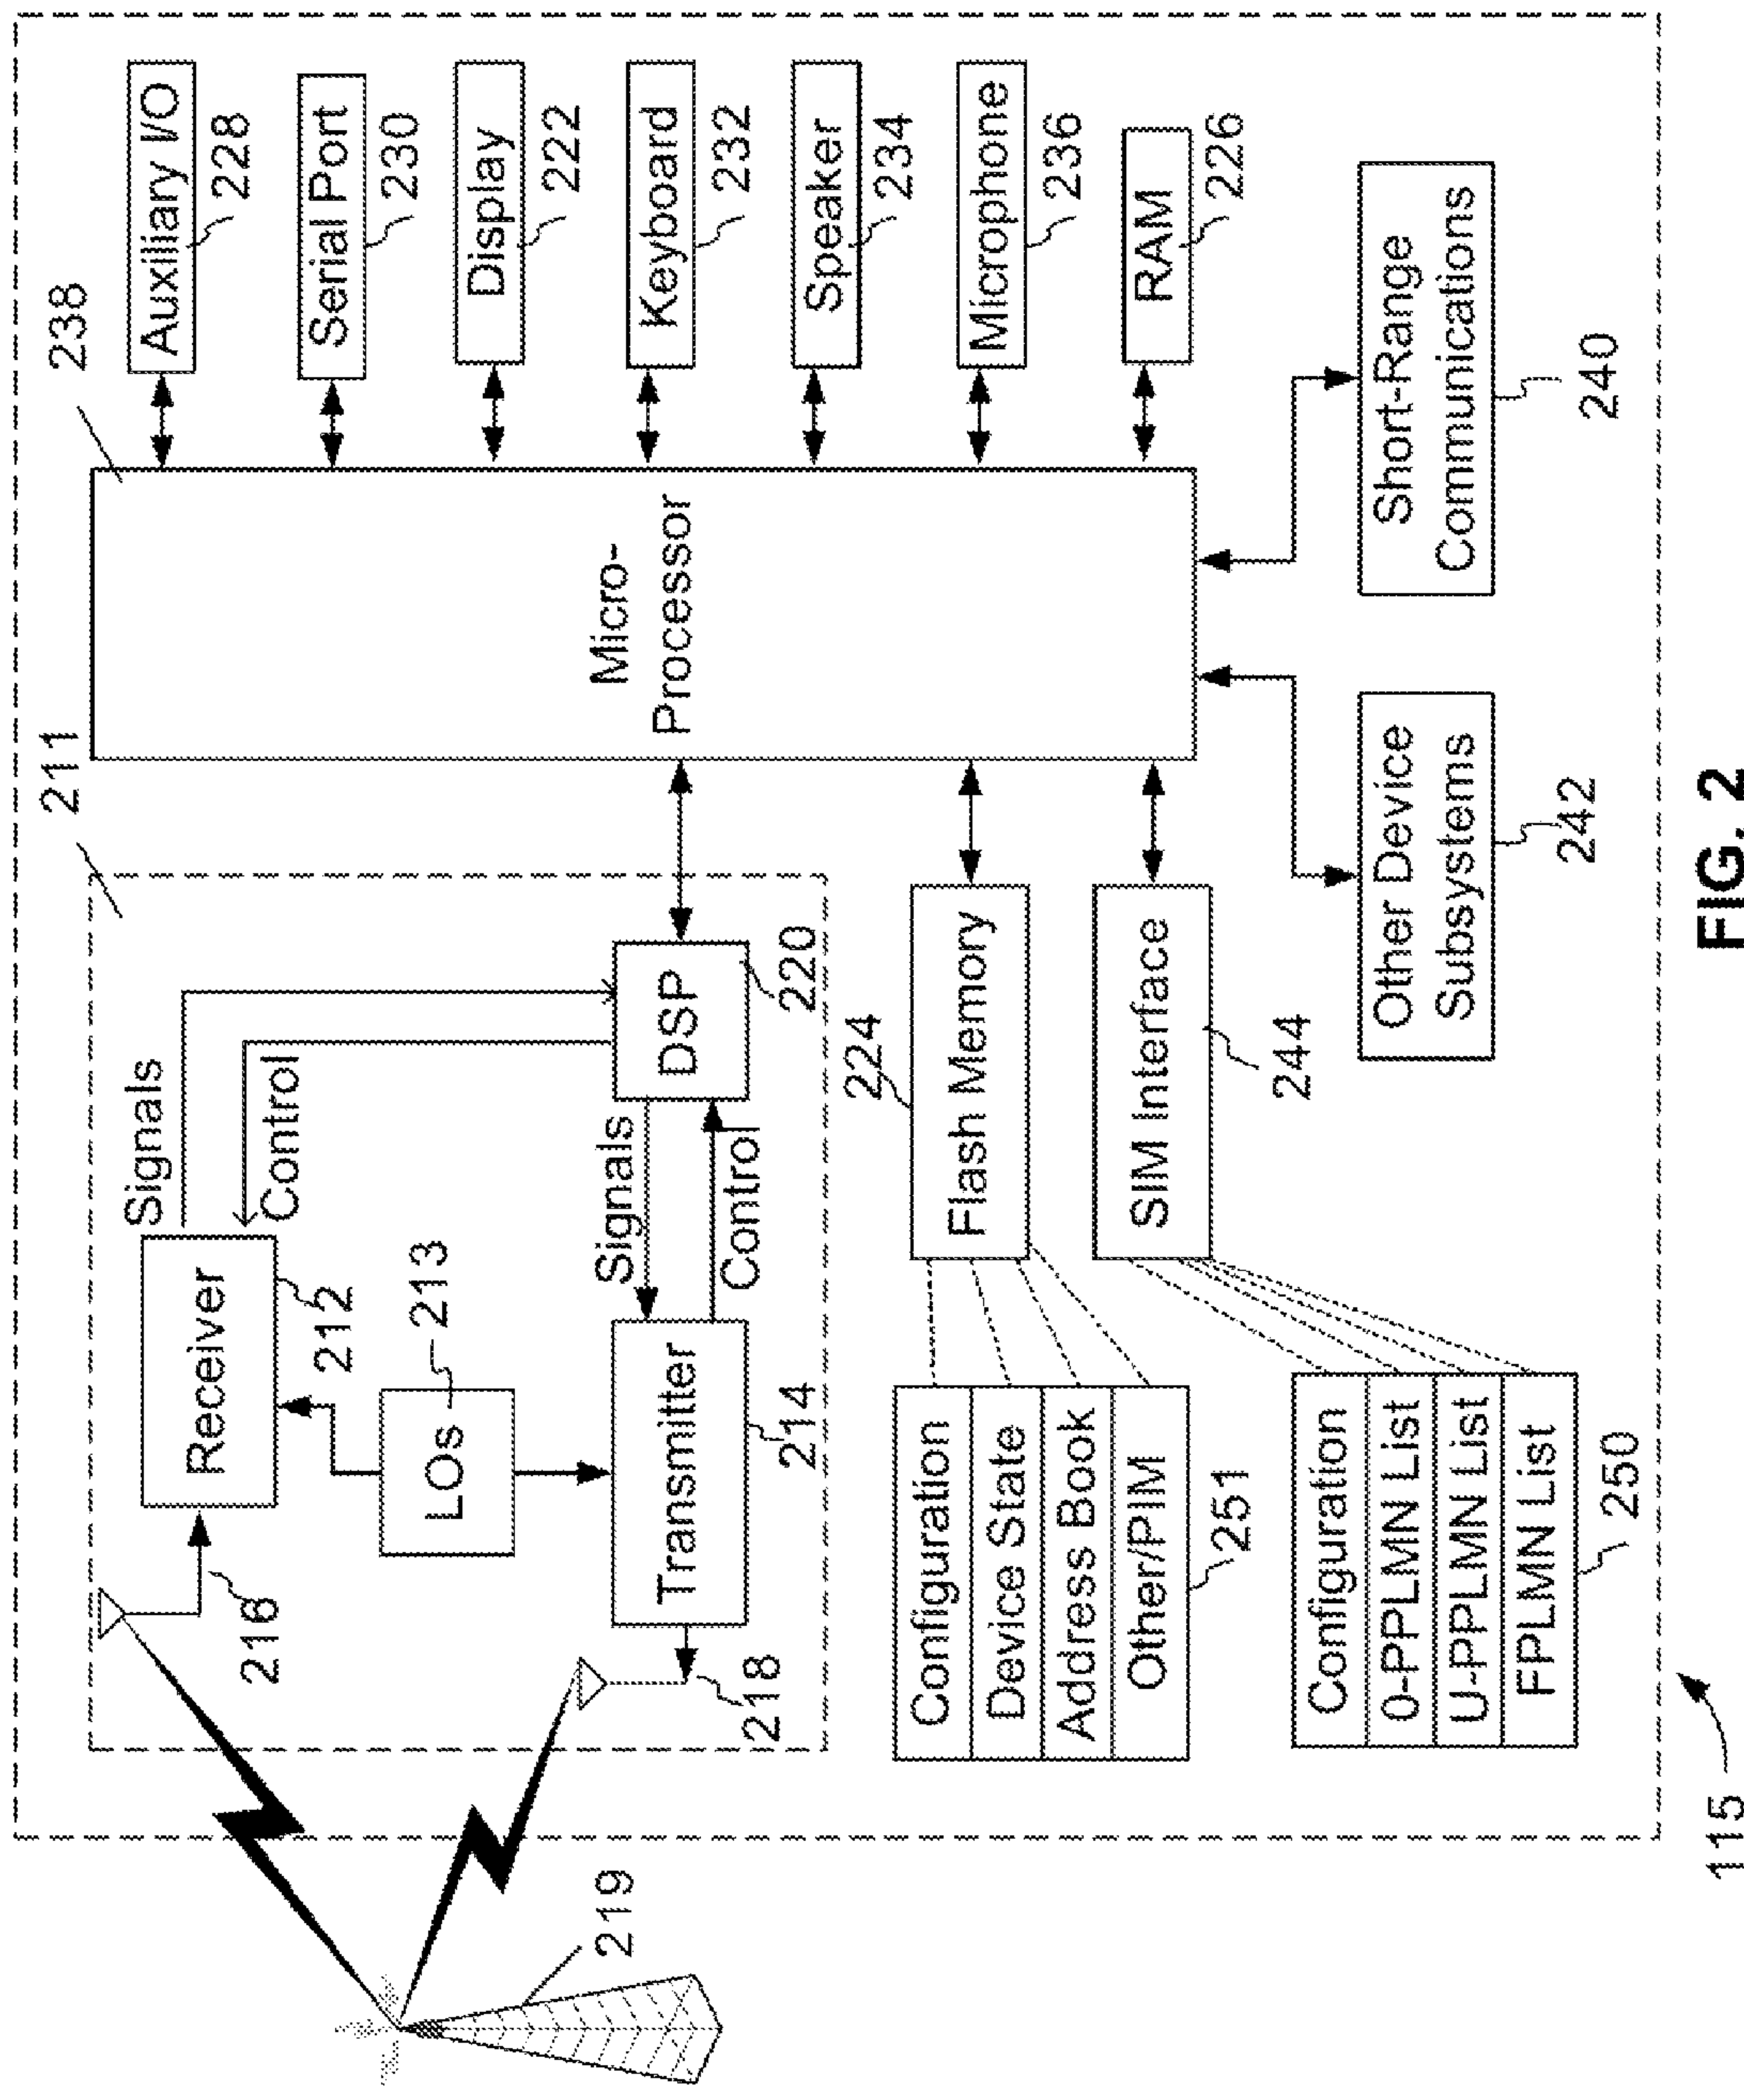 211
238
Signals
Control
Receiver
212
216
LOs
213
Signals
Control
DSP
220
Transmitter
214
218
219
Micro-
Processor
Auxiliary I/O
228
Serial Port
230
Display
222
Keyboard
232
Speaker
234
Microphone
236
RAM
226
224
Flash Memory
Configuration
Device State
Address Book
Other/PIM
251
SIM Interface
244
Configuration
0-PPLMN List
U-PPLMN List
FPLMN List
250
Other Device
Subsystems
242
Short-Range
Communications
240
115
FIG. 2